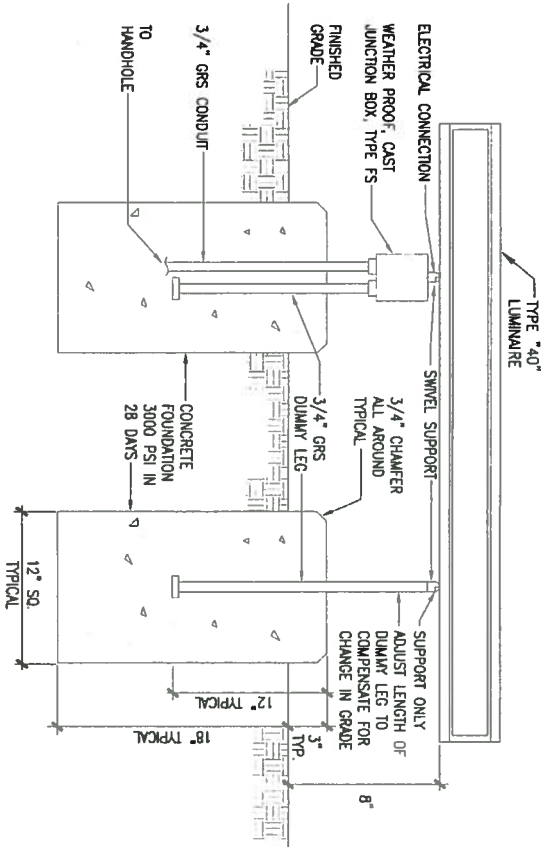 TYPE "40"
LUMINAIRE
ELECTRICAL CONNECTION
WEATHER PROOF, CAST
JUNCTION BOX, TYPE FS
FINISHED
GRADE
3/4" GRS CONDUIT
TO
HANDHOLE
SWIVEL SUPPORT
3/4" CHAMFER
ALL AROUND
TYPICAL
3/4" GRS
DUMMY LEG
CONCRETE
FOUNDATION
3000 PSI IN
28 DAYS
SUPPORT ONLY
ADJUST LENGTH OF
DUMMY LEG TO
COMPENSATE FOR
CHANGE IN GRADE
8"
3"
TYP.
12" TYPICAL
18" TYPICAL
12" SQ.
TYPICAL